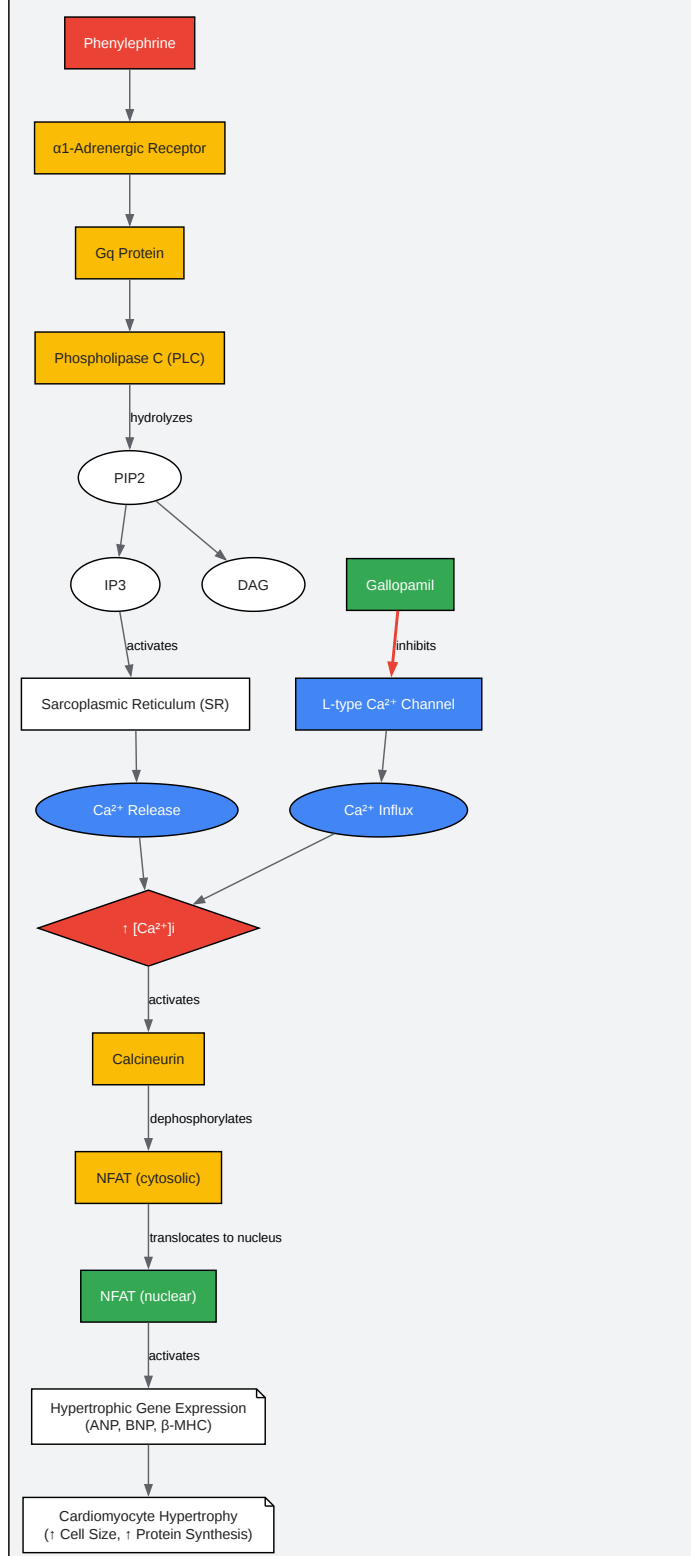 Phenylephrine
α1-Adrenergic Receptor
Gq Protein
Phospholipase C (PLC)
hydrolyzes
PIP2
IP3
DAG
Gallopamil
activates
inhibits
Sarcoplasmic Reticulum (SR)
L-type Ca²⁺ Channel
Ca²⁺ Release
Ca²⁺ Influx
↑ [Ca²⁺]i
activates
Calcineurin
dephosphorylates
NFAT (cytosolic)
translocates to nucleus
NFAT (nuclear)
activates
Hypertrophic Gene Expression
(ANP, BNP, β-MHC)
Cardiomyocyte Hypertrophy
(↑ Cell Size, ↑ Protein Synthesis)